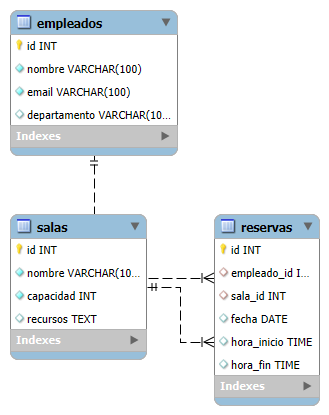 empleados
id INT
nombre VARCHAR(100)
email VARCHAR(100)
departamento VARCHAR(10...
Indexes
salas
id INT
nombre VARCHAR(10...
capacidad INT
recursos TEXT
Indexes
reservas
id INT
empleado_id I...
sala_id INT
fecha DATE
hora_inicio TIME
hora_fin TIME
Indexes